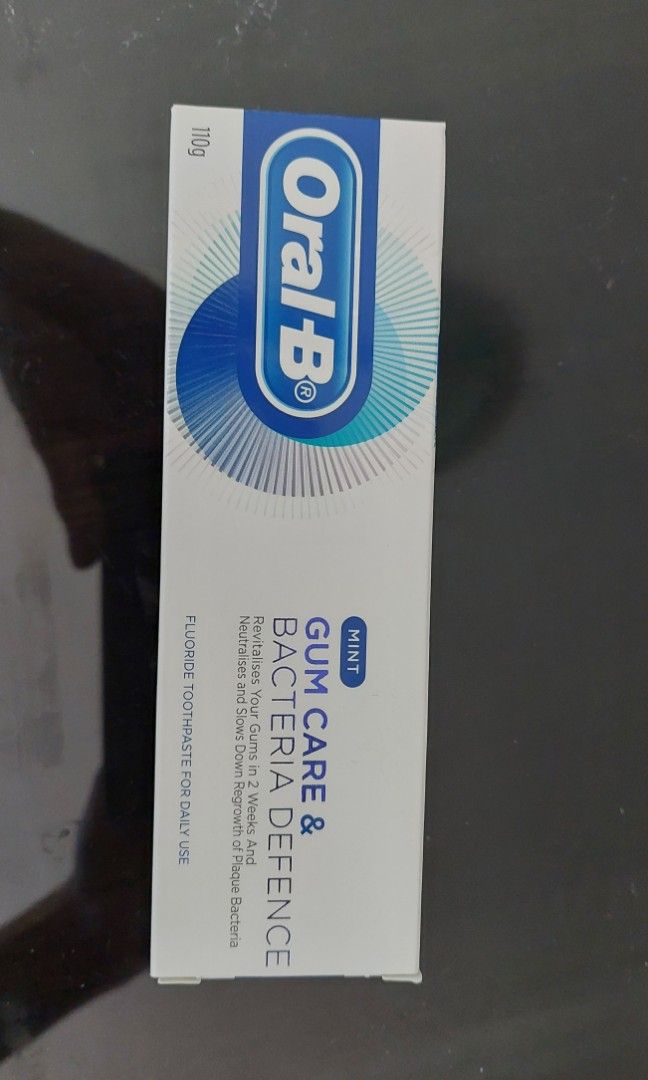 Oral-B®
110g
MINT
GUM CARE &
BACTERIA DEFENCE
Revitalises Your Gums in 2 Weeks And
Neutralises and Slows Down Regrowth of Plaque Bacteria
FLUORIDE TOOTHPASTE FOR DAILY USE